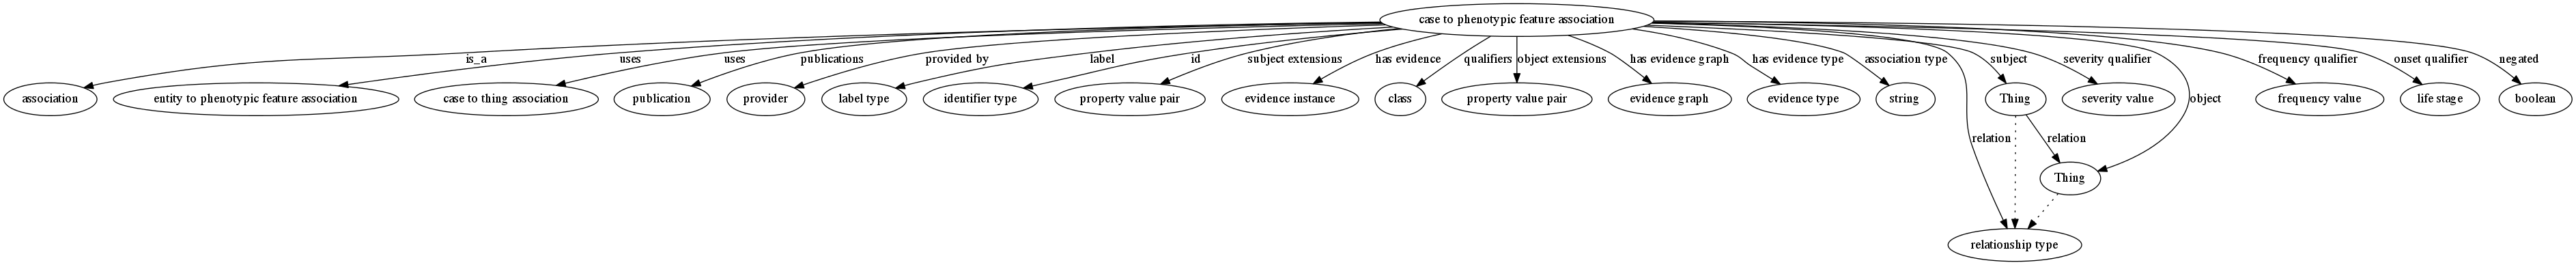 case to phenotypic feature association
is_a
uses
uses
publications
provided by
label
id
subject extensions
has evidence
qualifiers
object extensions
has evidence graph
has evidence type
association type
subject
severity qualifier
frequency qualifier
onset qualifier
negated
association
entity to phenotypic feature association
case to thing association
publication
provider
label type
identifier type
property value pair
evidence instance
class
property value pair
evidence graph
evidence type
string
Thing
severity value
object
frequency value
life stage
boolean
relation
relation
Thing
relationship type